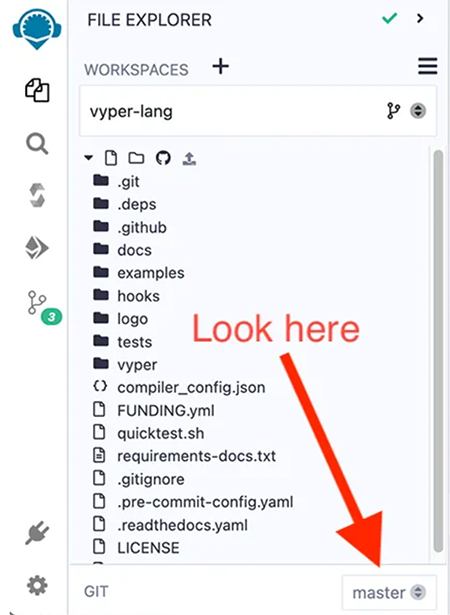 FILE EXPLORER
WORKSPACES
vyper-lang
.git
.deps
.github
docs
examples
hooks
logo
3
Look here
tests
vyper
compiler_config.json
FUNDING.yml
quicktest.sh
requirements-docs.txt
.gitignore
.pre-commit-config.yaml
.readthedocs.yaml
LICENSE
GIT master